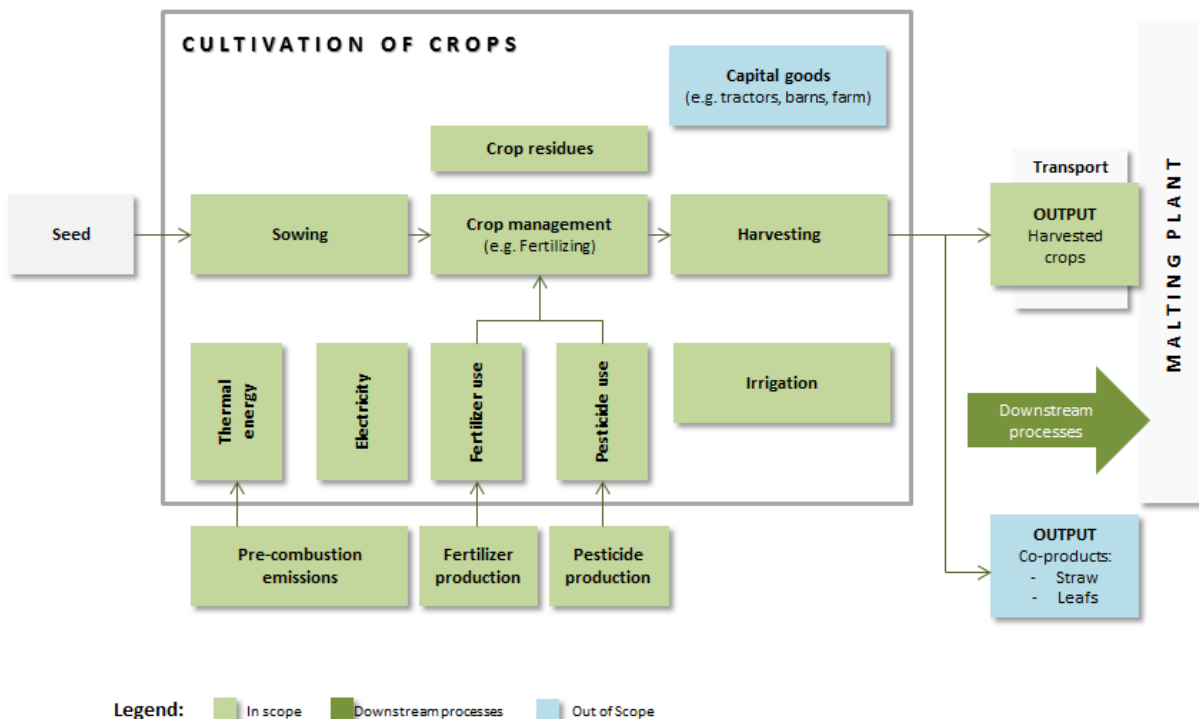 CULTIVATION OF CROPS
Capital goods
(e.g. tractors, barns, farm)
Crop residues
Seed
Sowing
Crop management
(e.g. Fertilizing)
Harvesting
Transport
OUTPUT
Harvested
crops
MALTING PLANT
Thermal
energy
Electricity
Fertilizer use
Pesticide use
Irrigation
Downstream
processes
Pre-combustion
emissions
Fertilizer
production
Pesticide
production
OUTPUT
Co-products:
- Straw
- Leafs
Legend: In scope Downstream processes Out of Scope